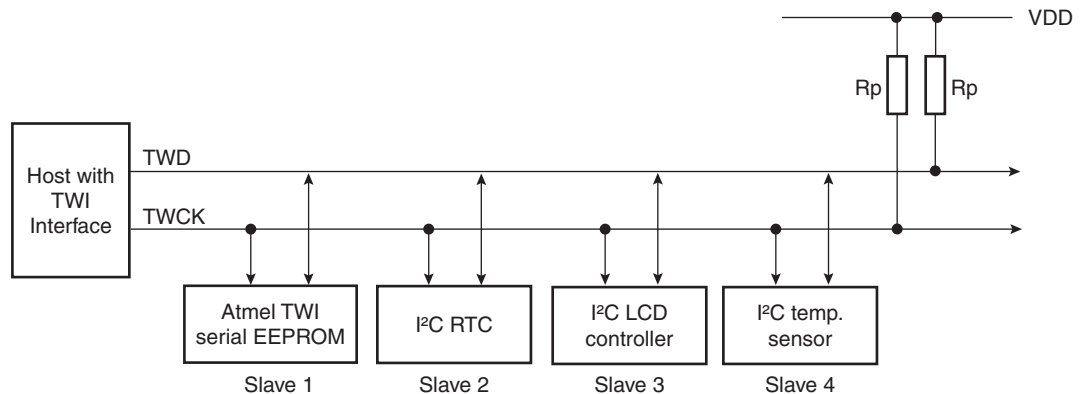 VDD
Rp
Rp
Host with
TWI
Interface
TWD
TWCK
Atmel TWI
serial EEPROM
I²C RTC
I²C LCD
controller
I²C temp.
sensor
Slave 1
Slave 2
Slave 3
Slave 4